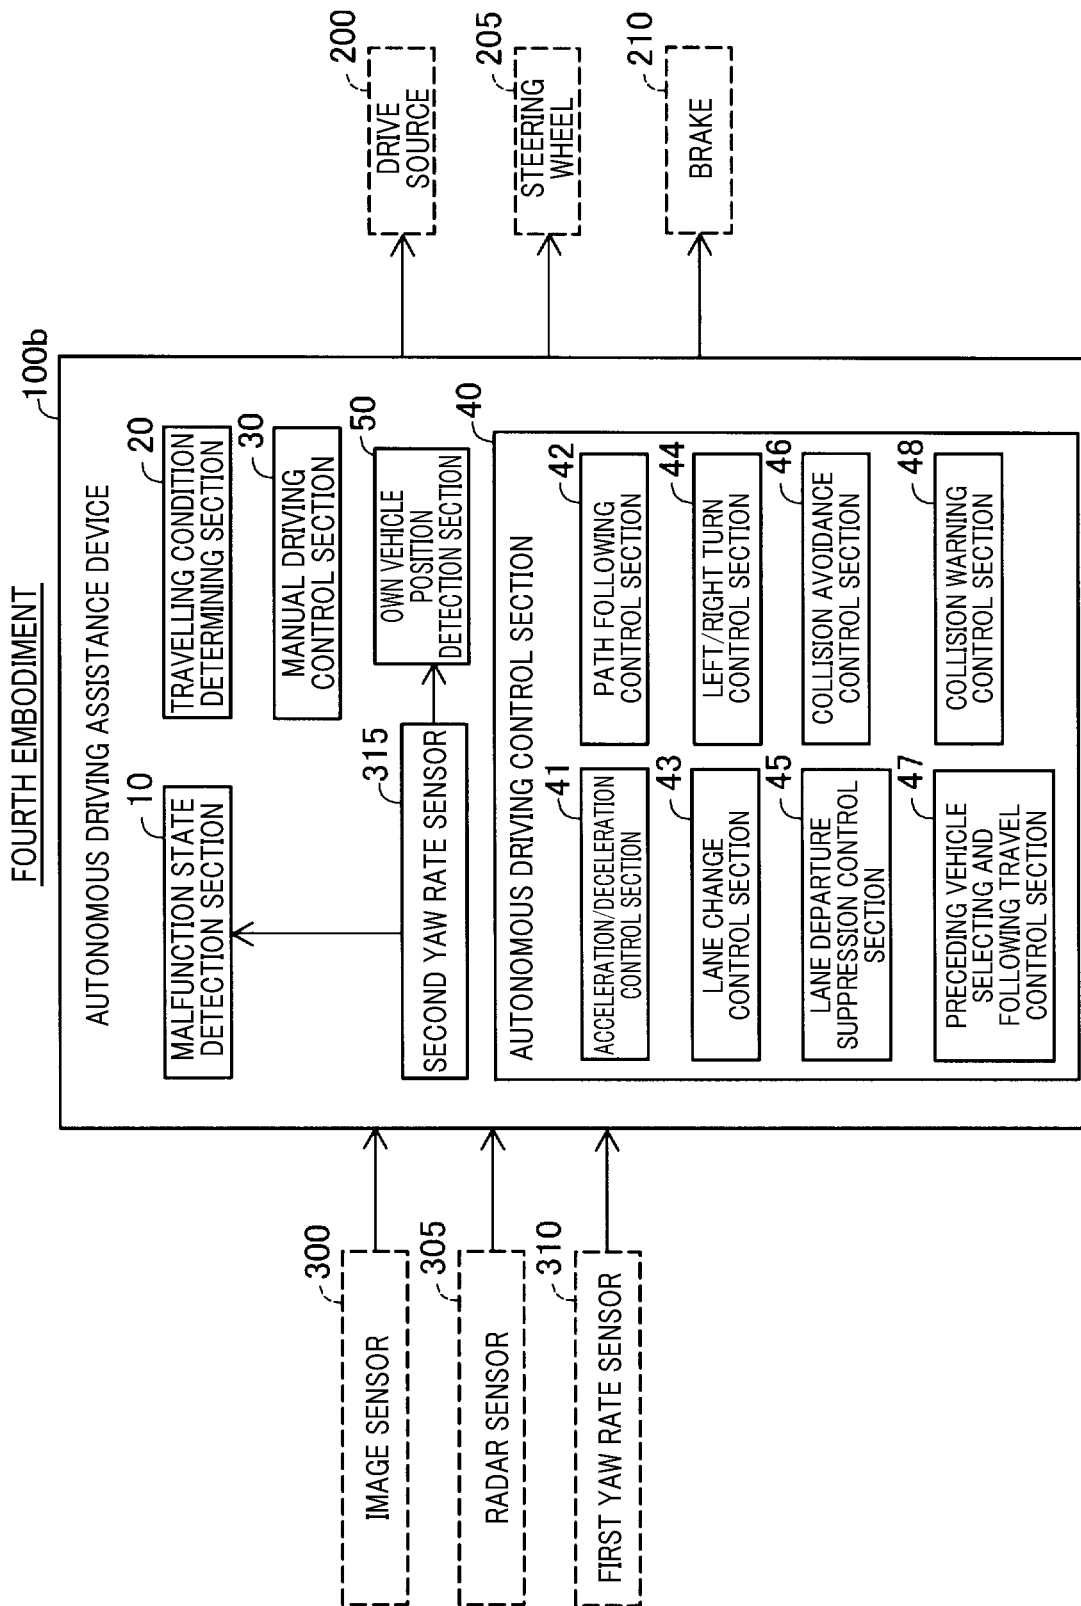 FOURTH EMBODIMENT
100b
AUTONOMOUS DRIVING ASSISTANCE DEVICE
10
MALFUNCTION STATE
DETECTION SECTION
20
TRAVELLING CONDITION
DETERMINING SECTION
30
MANUAL DRIVING
CONTROL SECTION
315
SECOND YAW RATE SENSOR
50
OWN VEHICLE
POSITION
DETECTION SECTION
40
AUTONOMOUS DRIVING CONTROL SECTION
41
ACCELERATION/DECELERATION
CONTROL SECTION
42
PATH FOLLOWING
CONTROL SECTION
43
LANE CHANGE
CONTROL SECTION
44
LEFT/RIGHT TURN
CONTROL SECTION
45
LANE DEPARTURE
SUPPRESSION CONTROL
SECTION
46
COLLISION AVOIDANCE
CONTROL SECTION
47
PRECEDING VEHICLE
SELECTING AND
FOLLOWING TRAVEL
CONTROL SECTION
48
COLLISION WARNING
CONTROL SECTION
300
IMAGE SENSOR
305
RADAR SENSOR
310
FIRST YAW RATE SENSOR
200
DRIVE
SOURCE
205
STEERING
WHEEL
210
BRAKE